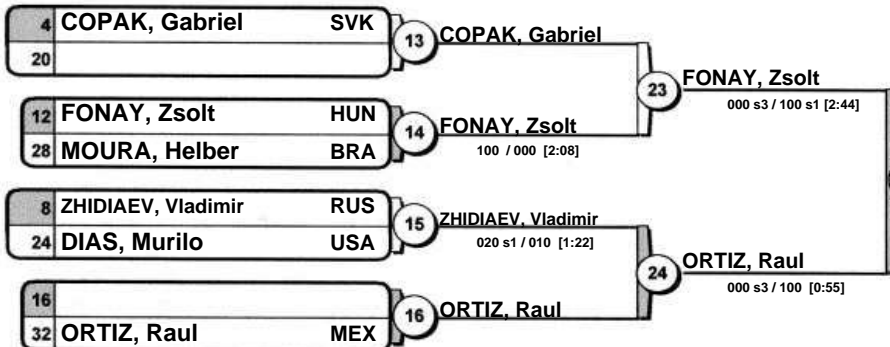 4 COPAK, Gabriel SVK
20
13 COPAK, Gabriel
12 FONAY, Zsolt HUN
28 MOURA, Helber BRA
14 FONAY, Zsolt
100 / 000 [2:08]
23 FONAY, Zsolt
000 s3 / 100 s1 [2:44]
8 ZHIDIAEV, Vladimir RUS
24 DIAS, Murilo USA
15 ZHIDIAEV, Vladimir
020 s1 / 010 [1:22]
16
32 ORTIZ, Raul MEX
16 ORTIZ, Raul
24 ORTIZ, Raul
000 s3 / 100 [0:55]